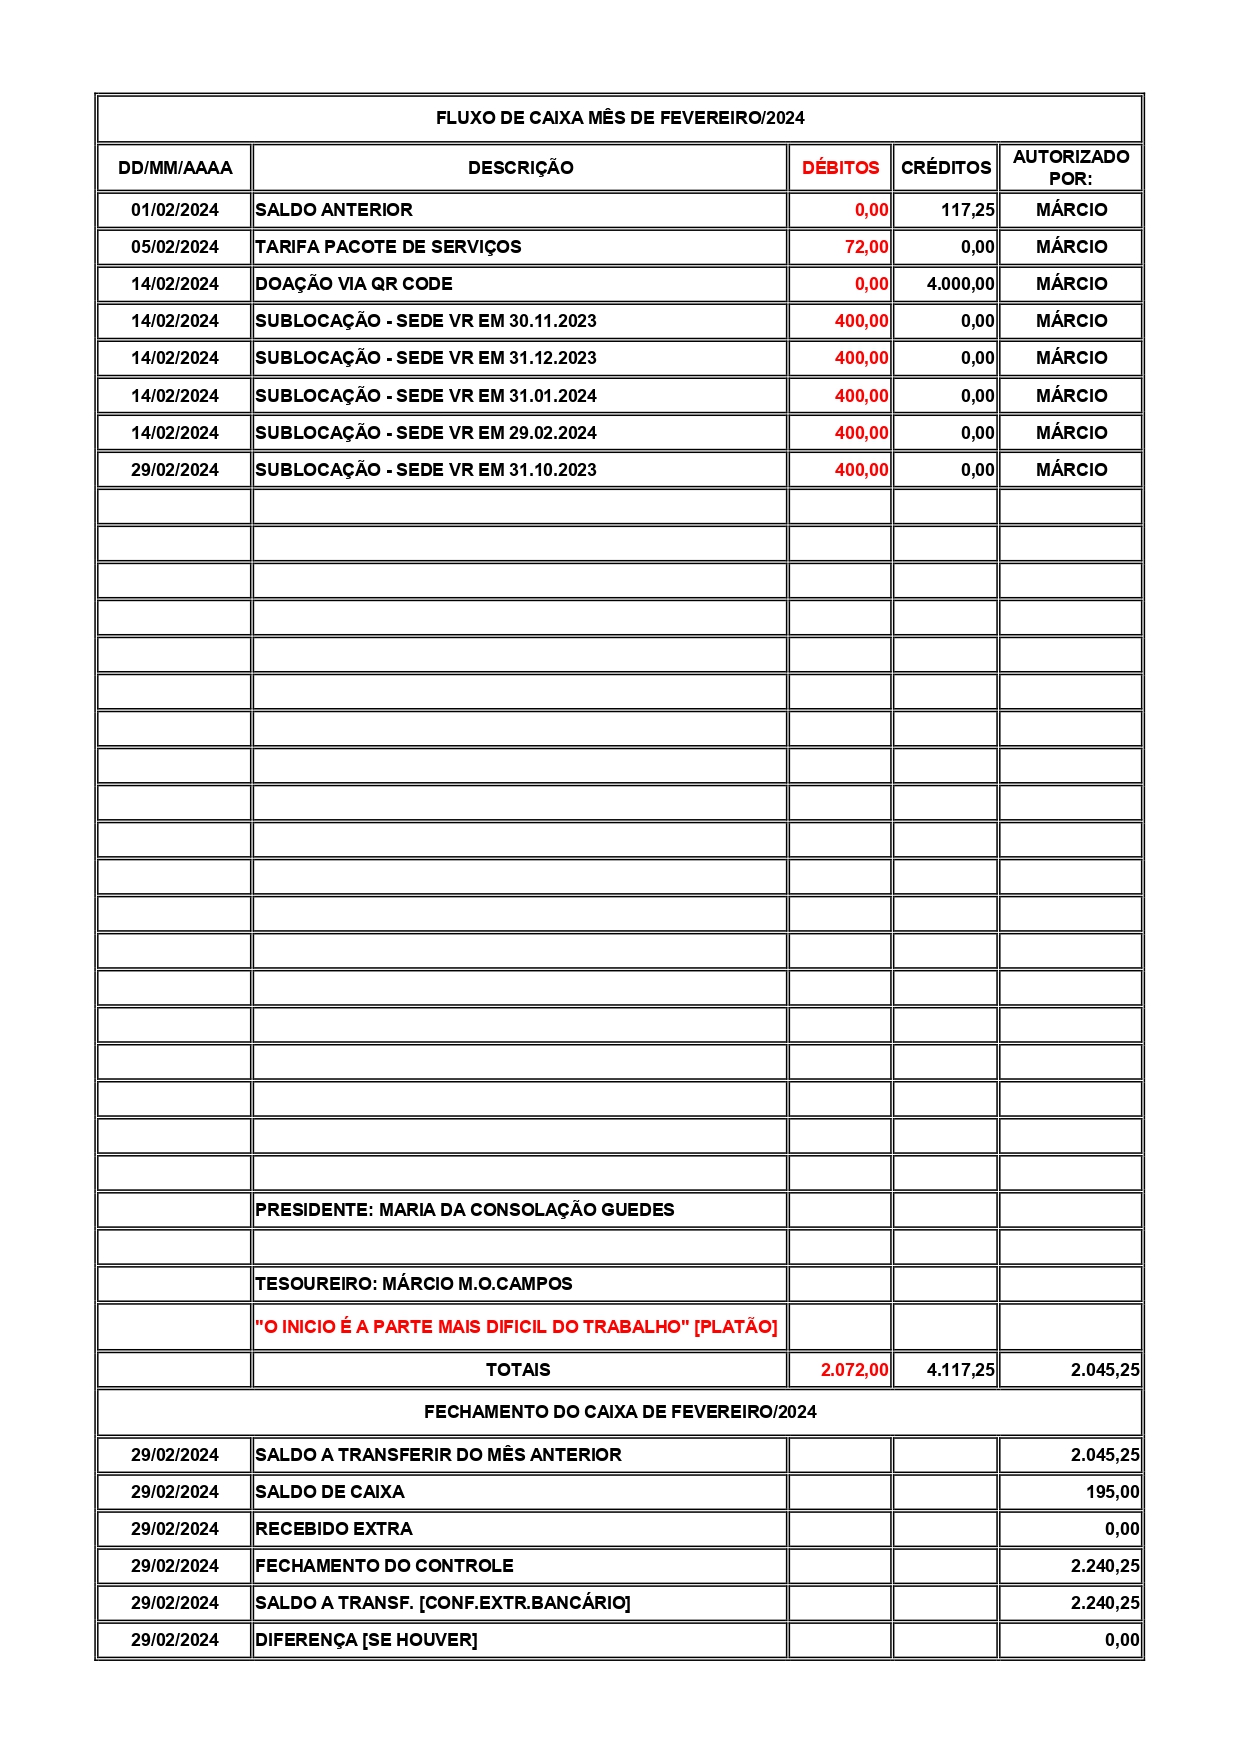 FLUXO DE CAIXA MÊS DE FEVEREIRO/2024
DD/MM/AAAA DESCRIÇÃO DÉBITOS CRÉDITOS AUTORIZADO POR:
01/02/2024 SALDO ANTERIOR 0,00 117,25 MÁRCIO
05/02/2024 TARIFA PACOTE DE SERVIÇOS 72,00 0,00 MÁRCIO
14/02/2024 DOAÇÃO VIA QR CODE 0,00 4.000,00 MÁRCIO
14/02/2024 SUBLOCAÇÃO - SEDE VR EM 30.11.2023 400,00 0,00 MÁRCIO
14/02/2024 SUBLOCAÇÃO - SEDE VR EM 31.12.2023 400,00 0,00 MÁRCIO
14/02/2024 SUBLOCAÇÃO - SEDE VR EM 31.01.2024 400,00 0,00 MÁRCIO
14/02/2024 SUBLOCAÇÃO - SEDE VR EM 29.02.2024 400,00 0,00 MÁRCIO
29/02/2024 SUBLOCAÇÃO - SEDE VR EM 31.10.2023 400,00 0,00 MÁRCIO
PRESIDENTE: MARIA DA CONSOLAÇÃO GUEDES
TESOUREIRO: MÁRCIO M.O.CAMPOS
"O INICIO É A PARTE MAIS DIFICIL DO TRABALHO" [PLATÃO]
TOTAIS 2.072,00 4.117,25 2.045,25
FECHAMENTO DO CAIXA DE FEVEREIRO/2024
29/02/2024 SALDO A TRANSFERIR DO MÊS ANTERIOR 2.045,25
29/02/2024 SALDO DE CAIXA 195,00
29/02/2024 RECEBIDO EXTRA 0,00
29/02/2024 FECHAMENTO DO CONTROLE 2.240,25
29/02/2024 SALDO A TRANSF. [CONF.EXTR.BANCÁRIO] 2.240,25
29/02/2024 DIFERENÇA [SE HOUVER] 0,00